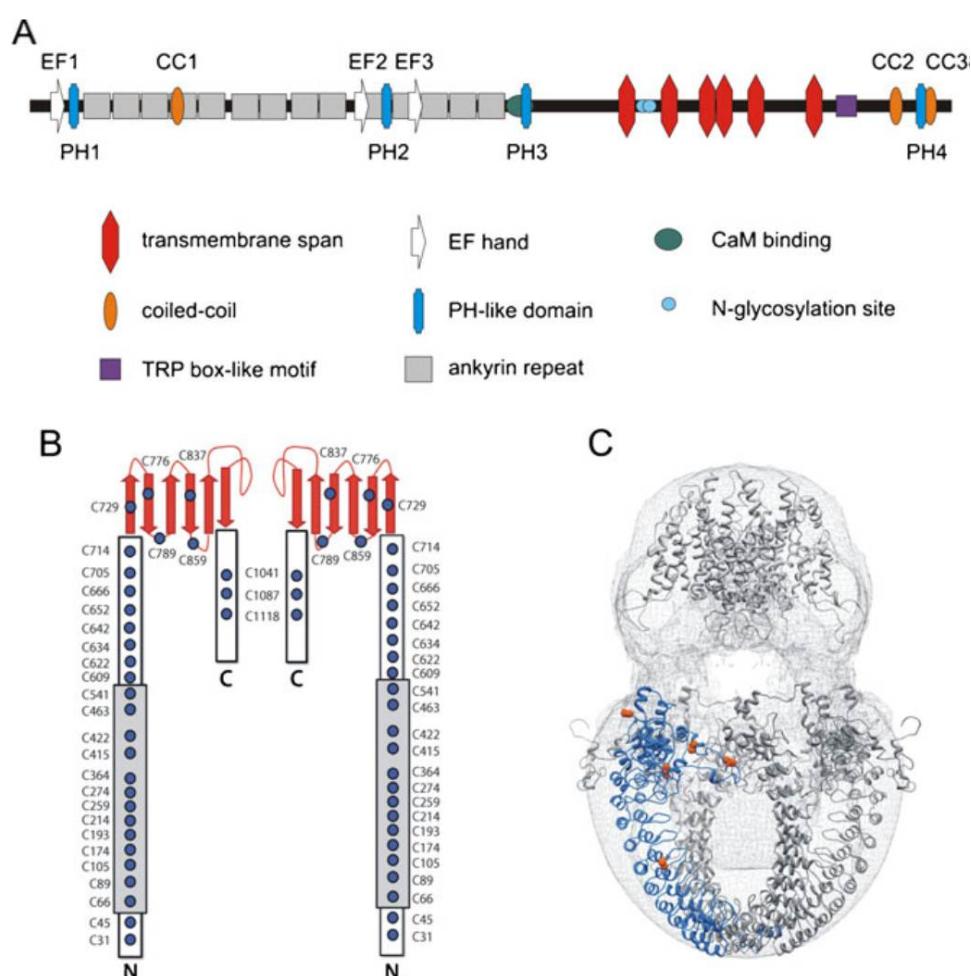 A
EF1 CC1 EF2 EF3 CC2 CC3
PH1 PH2 PH3 PH4
transmembrane span EF hand CaM binding
coiled-coil PH-like domain N-glycosylation site
TRP box-like motif ankyrin repeat
B C
C776 C837 C837 C776
C729 C729
C789 C859 C789 C859
C714 C714
C705 C1041 C705
C666 C1087 C666
C652 C1118 C652
C642 C642
C634 C634
C622 C622
C609 C C C609
C541 C541
C463 C463
C422 C422
C415 C415
C364 C364
C274 C274
C259 C259
C214 C214
C193 C193
C174 C174
C105 C105
C89 C89
C66 C66
C45 C45
C31 C31
N N